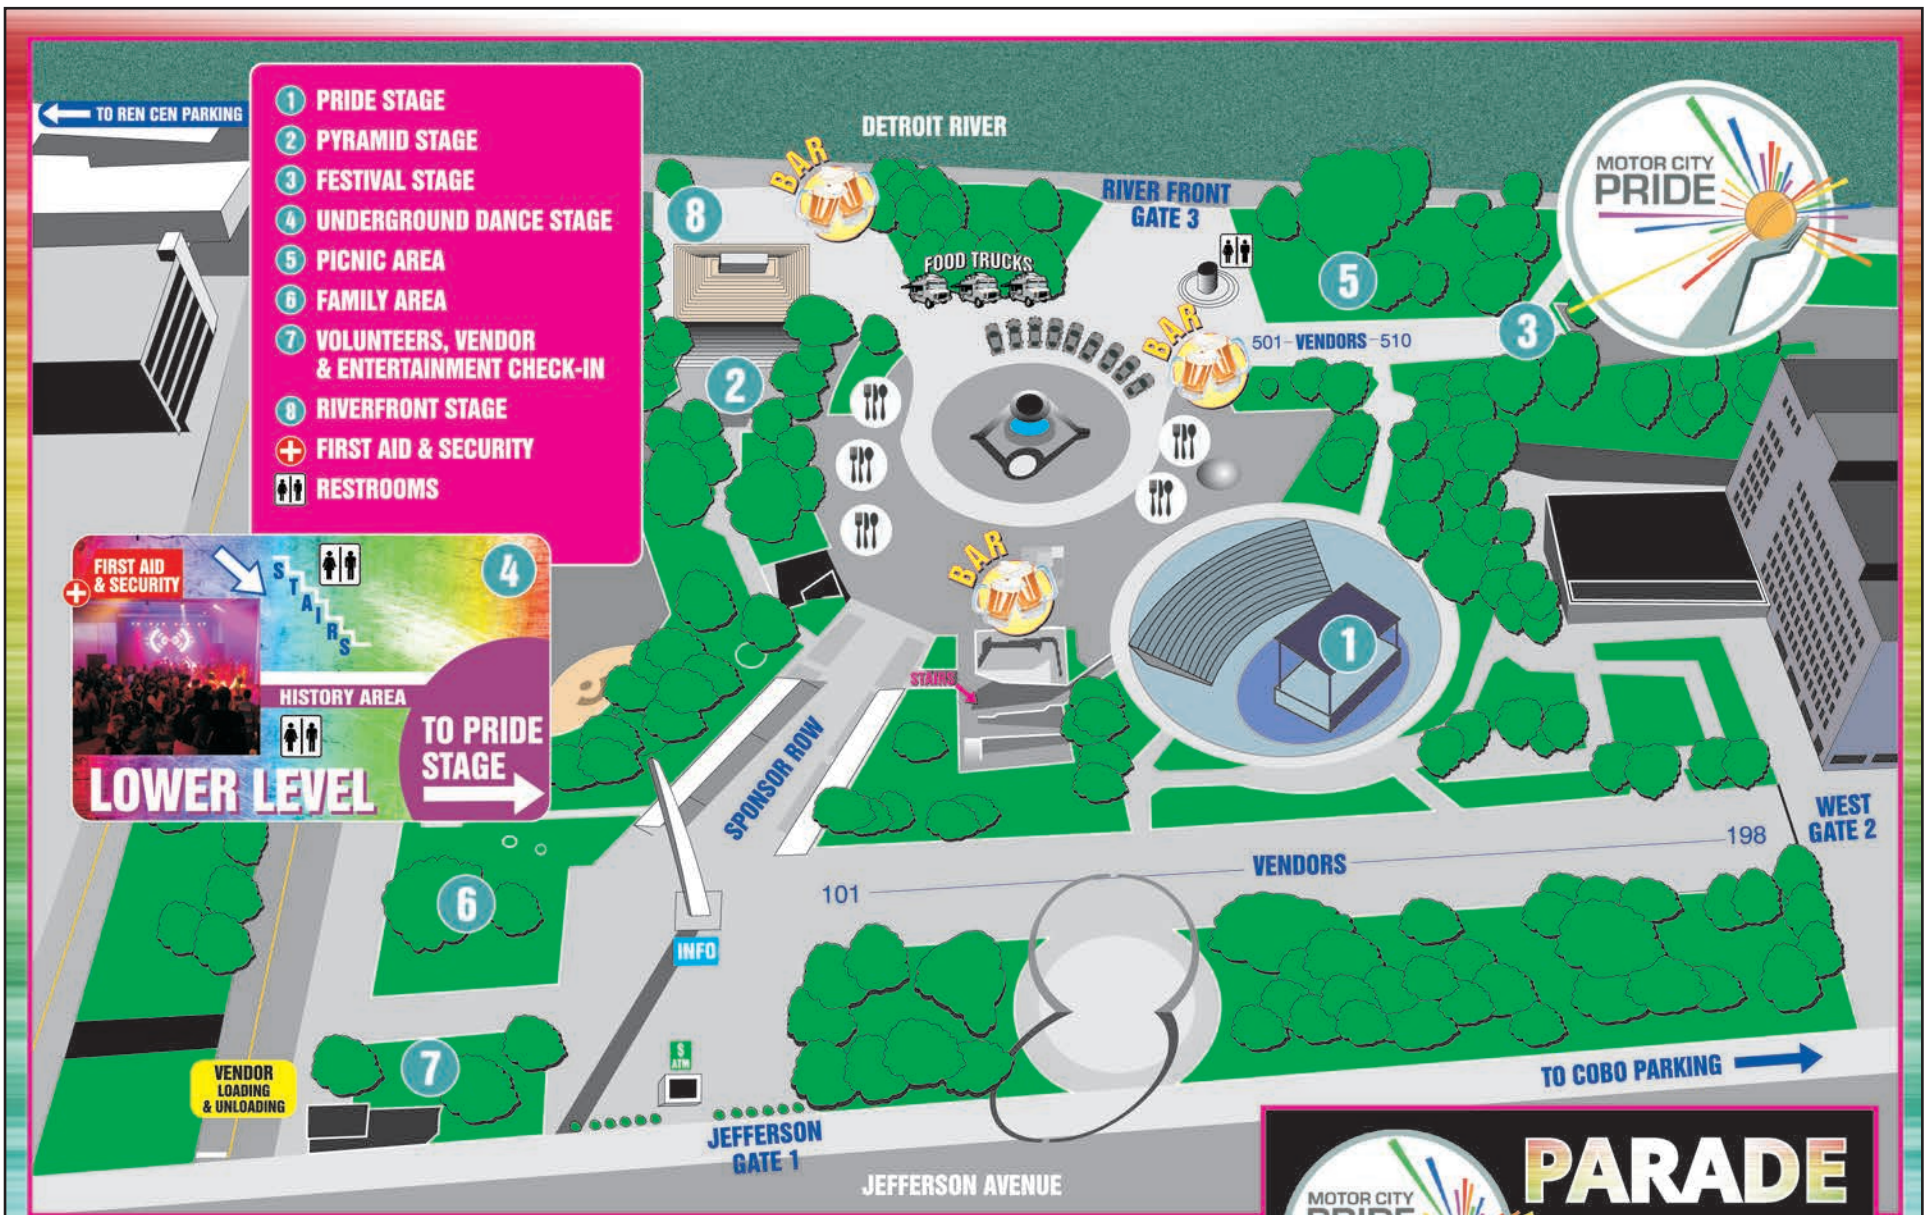 TO REN CEN PARKING
1 PRIDE STAGE
2 PYRAMID STAGE
3 FESTIVAL STAGE
4 UNDERGROUND DANCE STAGE
5 PICNIC AREA
6 FAMILY AREA
7 VOLUNTEERS, VENDOR
& ENTERTAINMENT CHECK-IN
8 RIVERFRONT STAGE
FIRST AID & SECURITY
RESTROOMS
DETROIT RIVER
BAR
8
RIVER FRONT
GATE 3
MOTOR CITY
PRIDE
FOOD TRUCKS
5
BAR
501 - VENDORS - 510
3
2
FIRST AID
& SECURITY
STAIRS
4
HISTORY AREA
TO PRIDE
STAGE
LOWER LEVEL
BAR
1
STAIRS
SPONSOR ROW
WEST
GATE 2
101 VENDORS 198
6
INFO
7
$
ATM
VENDOR
LOADING
& UNLOADING
TO COBO PARKING
JEFFERSON
GATE 1
JEFFERSON AVENUE
MOTOR CITY
PRIDE
PARADE